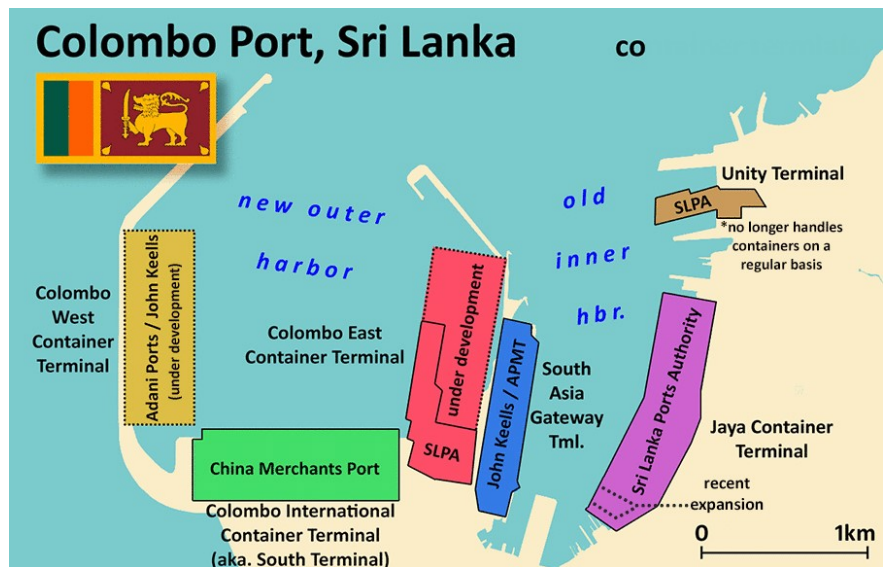 Colombo Port, Sri Lanka
co
new outer
harbor
old
inner
hbr.
Unity Terminal
SLPA
*no longer handles
containers on a
regular basis
Colombo
West
Container
Terminal
Adani Ports / John Keells
(under development)
Colombo East
Container Terminal
under development
SLPA
John Keells / APMT
South
Asia
Gateway
Tml.
Sri Lanka Ports Authority
Jaya Container
Terminal
recent
expansion
China Merchants Port
Colombo International
Container Terminal
(aka. South Terminal)
0 1km